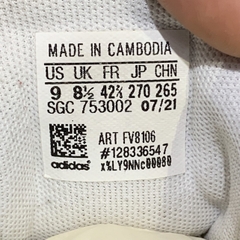 MADE IN CAMBODIA
US UK FR JP CHN
9 8½ 42⅔ 270 265
SGC 753002 07/21
ART FV8106
#128336547
adidas®
x%LY9NNc00080